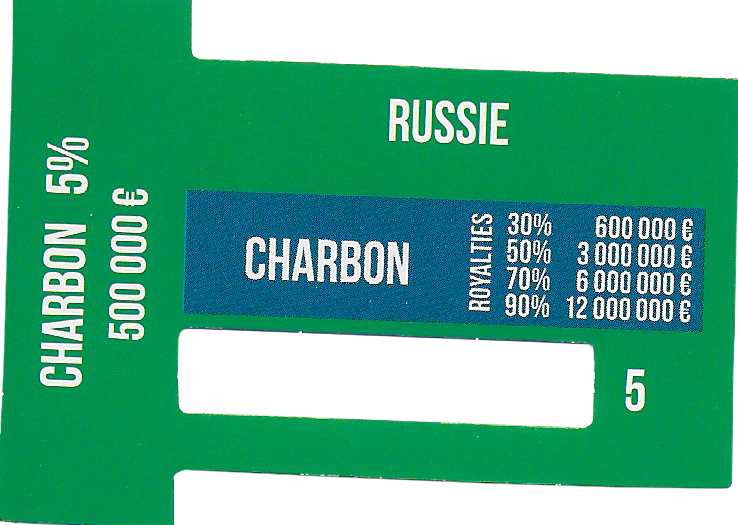 CHARBON 5%
500 000 €
RUSSIE
CHARBON
ROYALTIES
30% 600 000 €
50% 3 000 000 €
70% 6 000 000 €
90% 12 000 000 €
5